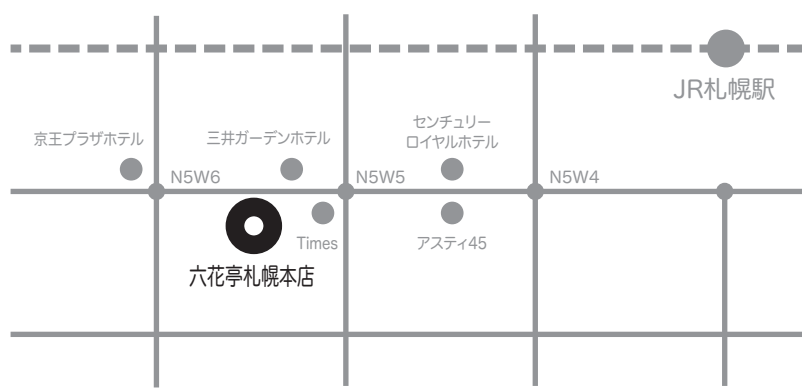 JR札幌駅
センチュリー
ロイヤルホテル
京王プラザホテル
三井ガーデンホテル
N5W6
N5W5
N5W4
Times
アスティ45
六花亭札幌本店